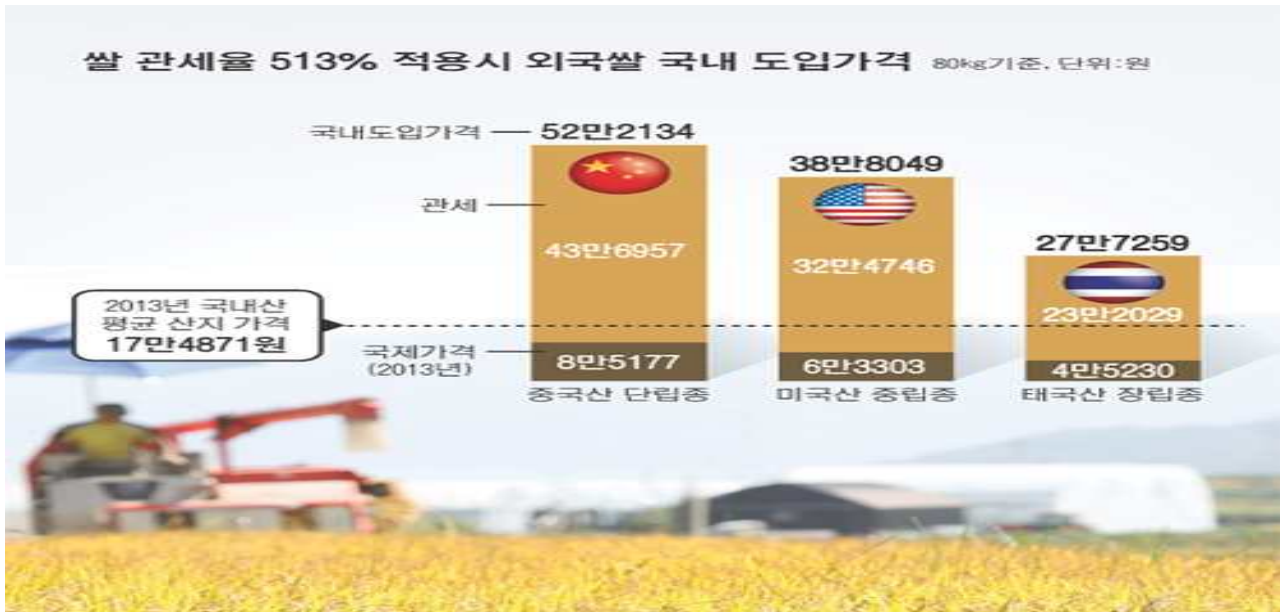 쌀 관세율 513% 적용시 외국쌀 국내 도입가격 80kg기준, 단위:원
국내도입가격
52만2134
38만8049
관세
43만6957
32만4746
27만7259
23만2029
2013년 국내산
평균 산지 가격
17만4871원
국제가격
(2013년)
8만5177
6만3303
4만5230
중국산 단립종
미국산 중립종
태국산 장립종